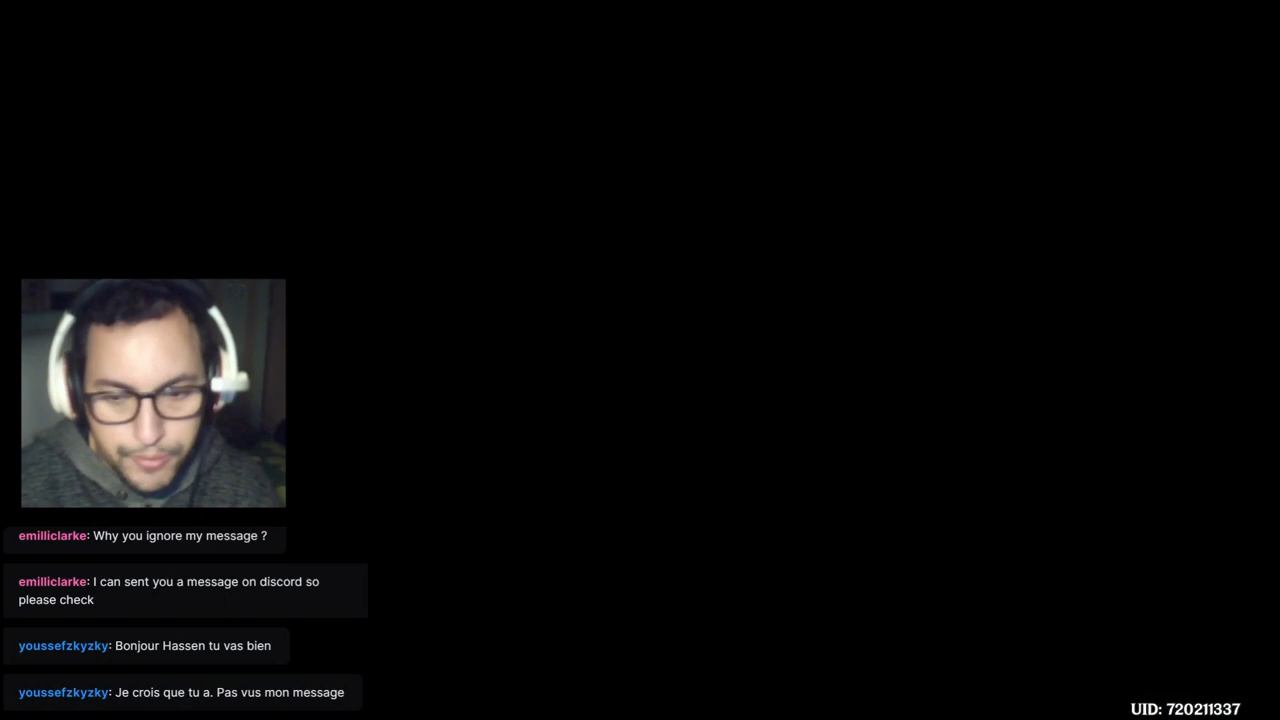 emilliclarke: Why you ignore my message ?
emilliclarke: I can sent you a message on discord so
please check
youssefzkyzky: Bonjour Hassen tu vas bien
youssefzkyzky: Je crois que tu a. Pas vus mon message
UID: 720211337